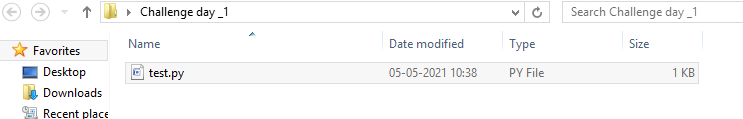 Challenge day _1
Search Challenge day _1
Favorites
Desktop
Downloads
Recent place
Name Date modified Type Size
test.py 05-05-2021 10:38 PY File 1 KB